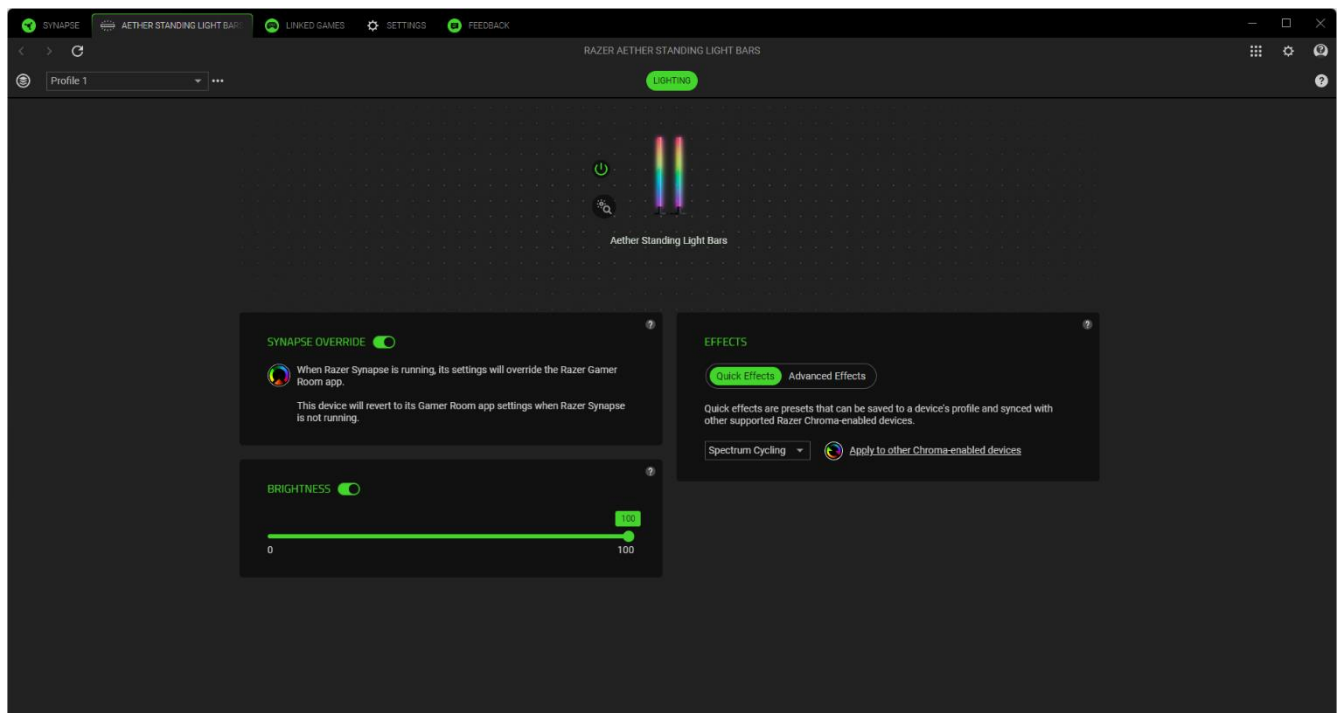 SYNAPSE
AETHER STANDING LIGHT BARS
LINKED GAMES
SETTINGS
FEEDBACK
RAZER AETHER STANDING LIGHT BARS
Profile 1
LIGHTING
Aether Standing Light Bars
SYNAPSE OVERRIDE
When Razer Synapse is running, its settings will override the Razer Gamer
Room app.
This device will revert to its Gamer Room app settings when Razer Synapse
is not running.
BRIGHTNESS
100
0
100
EFFECTS
Quick Effects
Advanced Effects
Quick effects are presets that can be saved to a device's profile and synced with
other supported Razer Chroma-enabled devices.
Spectrum Cycling
Apply to other Chroma-enabled devices